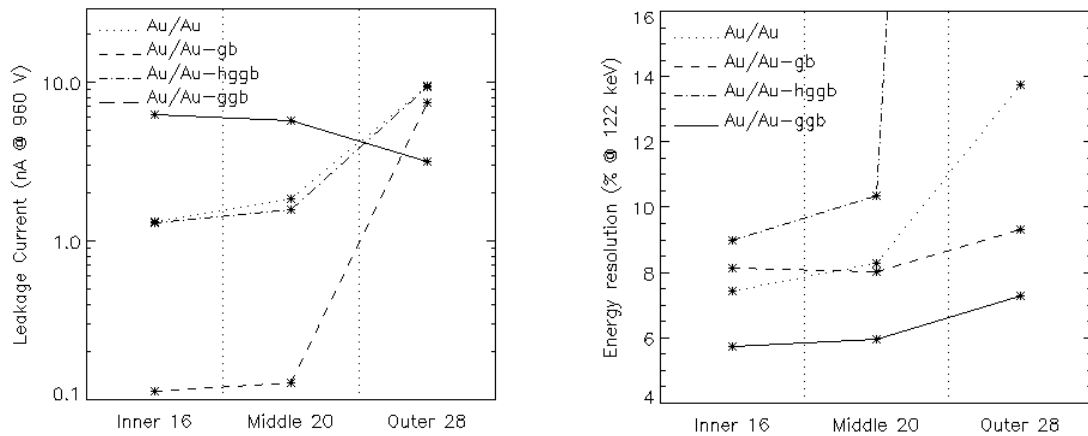 Au/Au
Au/Au-gb
Au/Au-hggb
Au/Au-ggb
10.0
1.0
0.1
Leakage Current (nA @ 960 V)
Inner 16
Middle 20
Outer 28
Au/Au
Au/Au-gb
Au/Au-hggb
Au/Au-ggb
16
14
12
10
8
6
4
Energy resolution (% @ 122 keV)
Inner 16
Middle 20
Outer 28